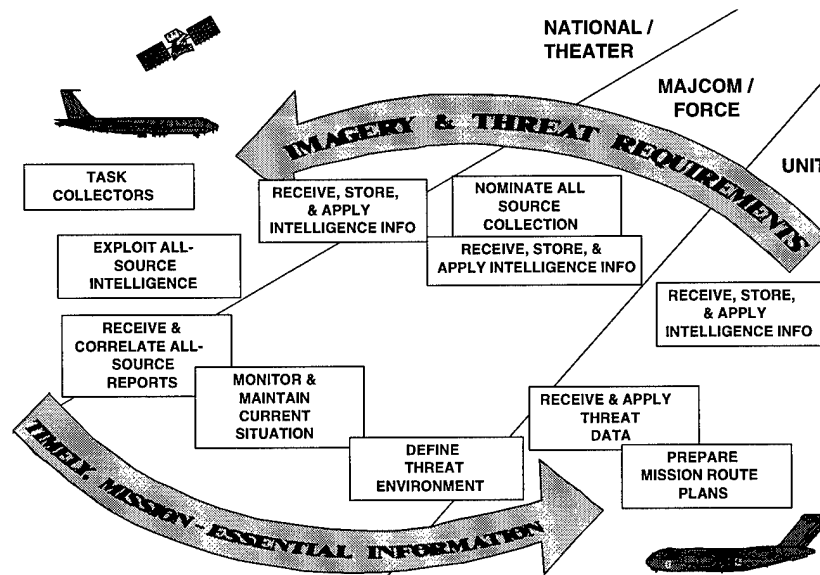 NATIONAL /
THEATER
MAJCOM /
FORCE
UNIT
IMAGERY & THREAT REQUIREMENTS
TASK
COLLECTORS
RECEIVE, STORE,
& APPLY
INTELLIGENCE INFO
NOMINATE ALL
SOURCE
COLLECTION
RECEIVE, STORE, &
APPLY INTELLIGENCE INFO
EXPLOIT ALL-
SOURCE
INTELLIGENCE
RECEIVE, STORE,
& APPLY
INTELLIGENCE INFO
RECEIVE &
CORRELATE ALL-
SOURCE
REPORTS
MONITOR &
MAINTAIN
CURRENT
SITUATION
RECEIVE & APPLY
THREAT
DATA
DEFINE
THREAT
ENVIRONMENT
PREPARE
MISSION ROUTE
PLANS
TIMELY, MISSION-ESSENTIAL INFORMATION